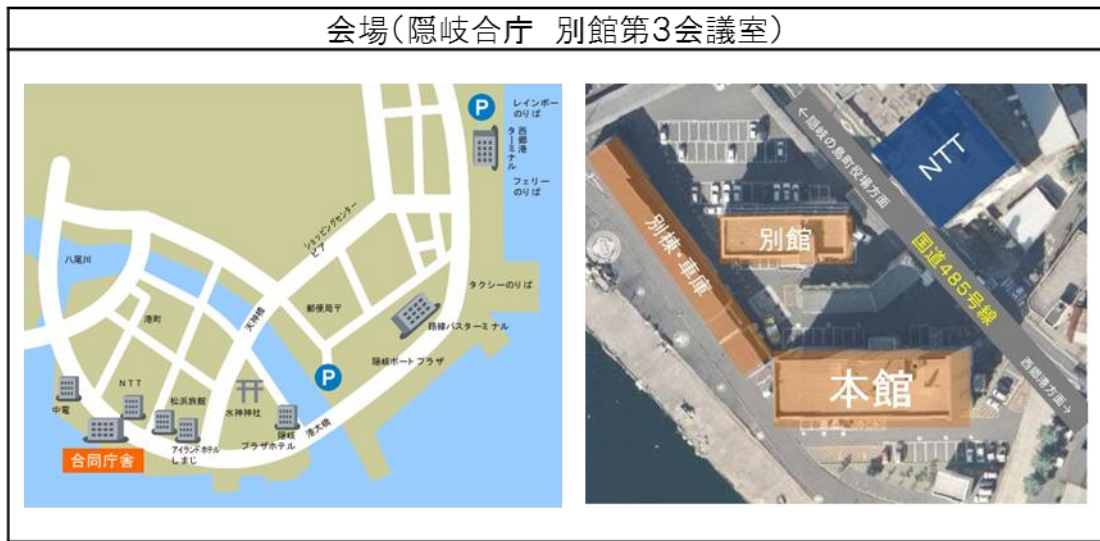 会場(隠岐合庁　別館第3会議室)
P
レインボー
のりば
西郷港
ターミナル
フェリー
のりば
ショッピングセンター
ピア
八尾川
タクシーのりば
郵便局〒
港町
天神橋
路線バスターミナル
隠岐ポートプラザ
P
NTT
中電
松浜旅館
水神神社
隠岐
プラザホテル
港大橋
アイランドホテル
しまじ
合同庁舎
←隠岐の島町役場方面
NTT
別棟・車庫
別館
国道485号線
本館
西郷港方面→